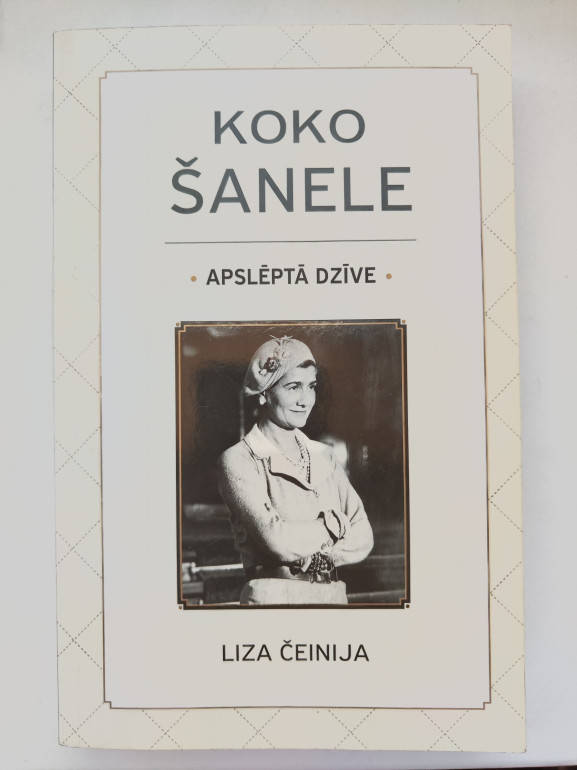 KOKO
ŠANELE
• APSLĒPTĀ DZĪVE •
LIZA ČEINIJA